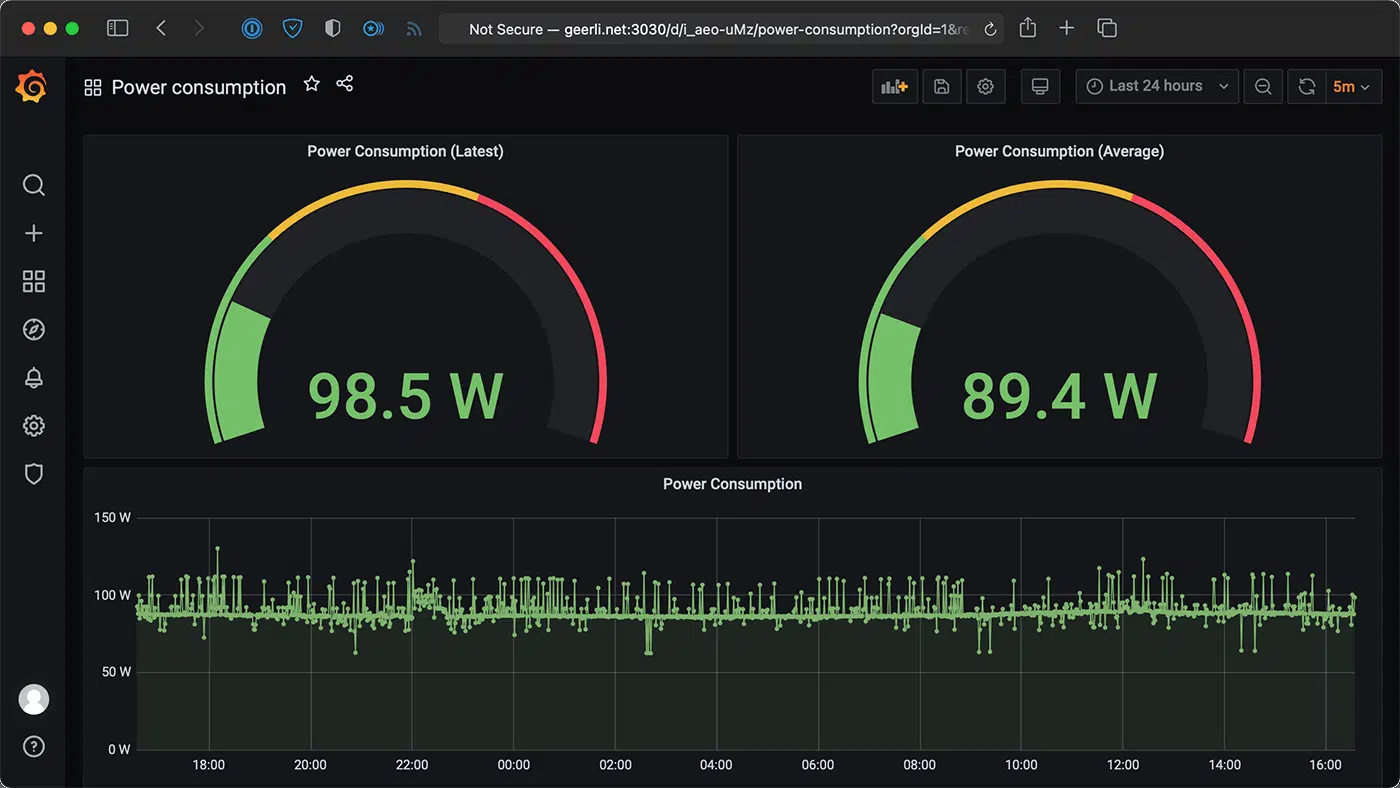 Not Secure — geerli.net:3030/d/i_aeo-uMz/power-consumption?orgId=1&re
Power consumption
Last 24 hours
5m
Power Consumption (Latest)
Power Consumption (Average)
98.5 W
89.4 W
Power Consumption
150 W
100 W
50 W
0 W
18:00 20:00 22:00 00:00 02:00 04:00 06:00 08:00 10:00 12:00 14:00 16:00